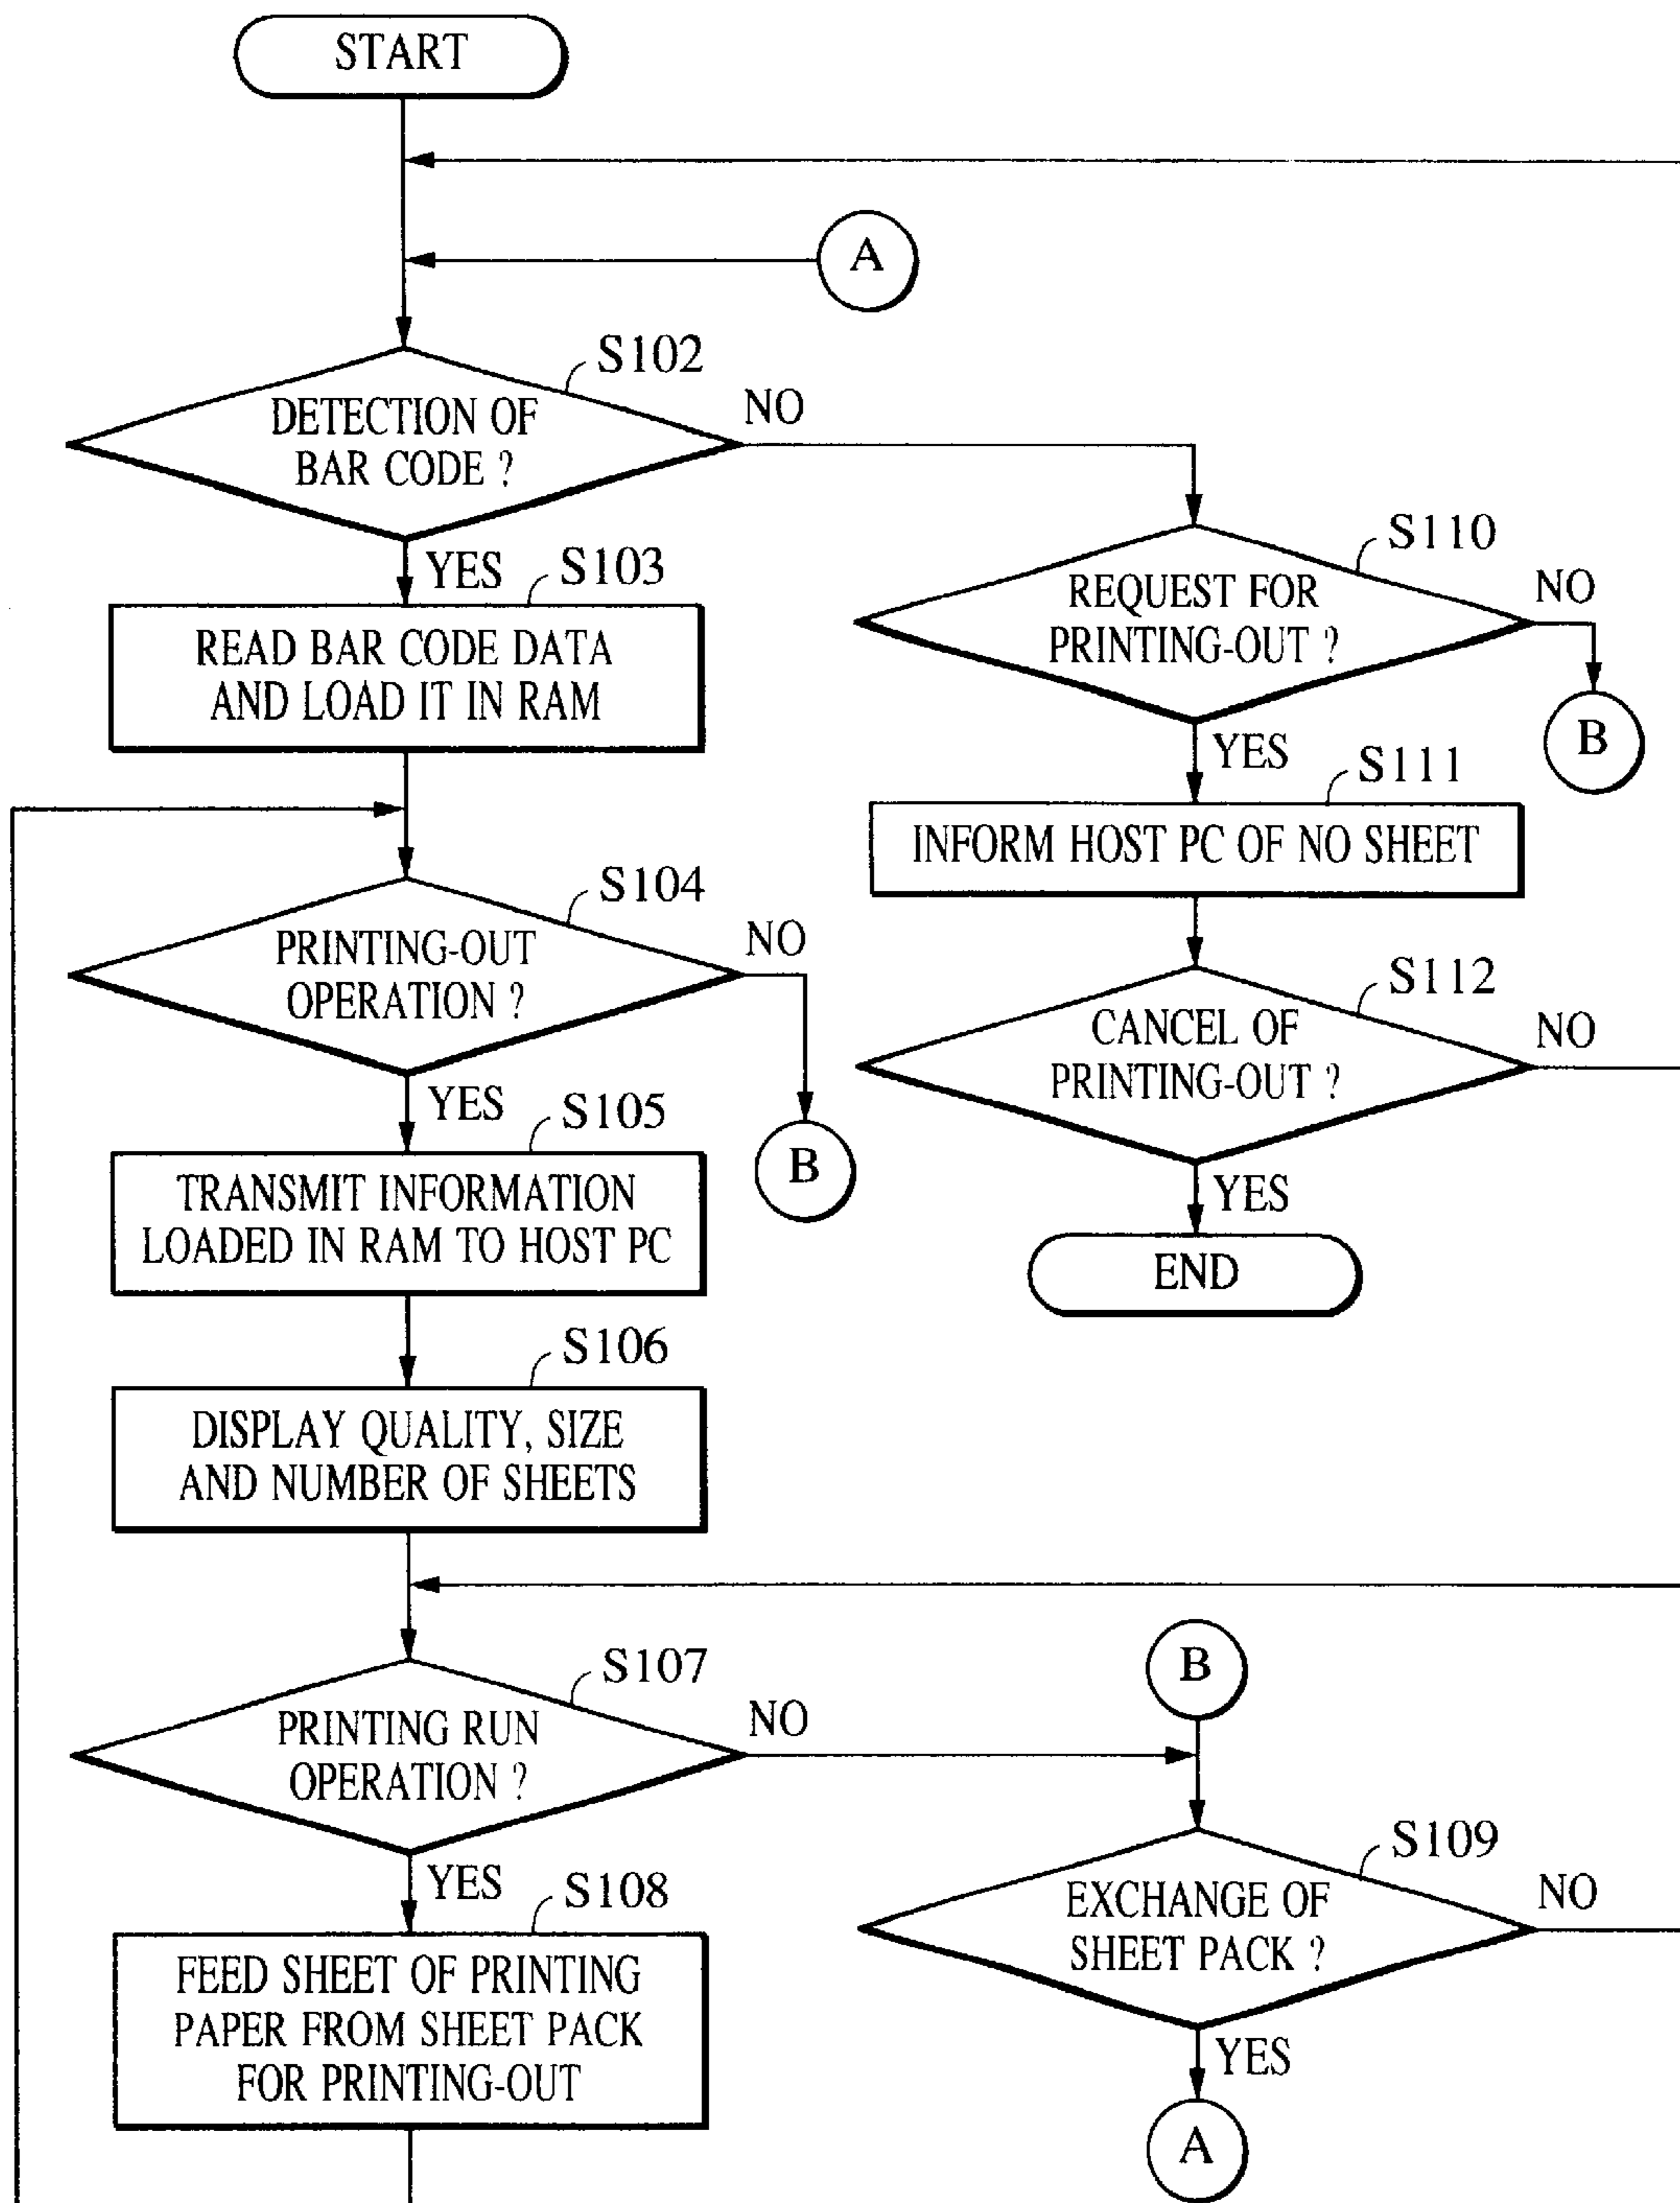 START
A
S102
DETECTION OF
BAR CODE ?
NO
YES
S103
READ BAR CODE DATA
AND LOAD IT IN RAM
S110
REQUEST FOR
PRINTING-OUT ?
NO
B
YES
S111
INFORM HOST PC OF NO SHEET
S104
PRINTING-OUT
OPERATION ?
NO
B
YES
S112
CANCEL OF
PRINTING-OUT ?
NO
YES
END
S105
TRANSMIT INFORMATION
LOADED IN RAM TO HOST PC
S106
DISPLAY QUALITY, SIZE
AND NUMBER OF SHEETS
S107
PRINTING RUN
OPERATION ?
NO
B
YES
S108
FEED SHEET OF PRINTING
PAPER FROM SHEET PACK
FOR PRINTING-OUT
S109
EXCHANGE OF
SHEET PACK ?
NO
YES
A